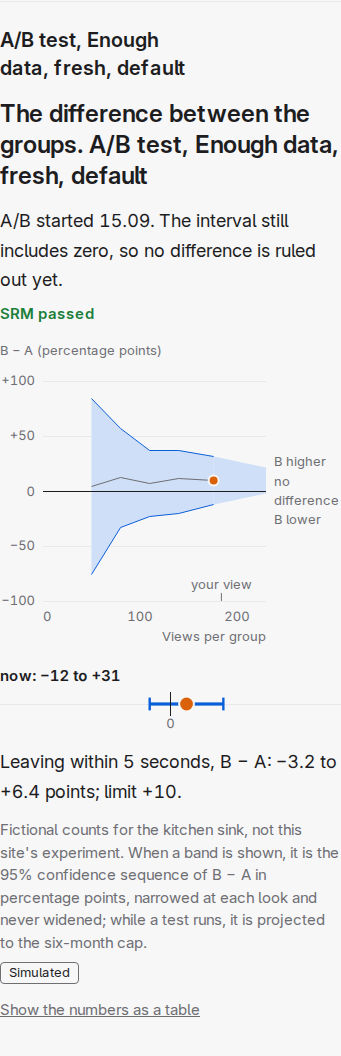 A/B test, Enough
data, fresh, default
The difference between the
groups. A/B test, Enough data,
fresh, default
A/B started 15.09. The interval still
includes zero, so no difference is ruled
out yet.
SRM passed
B − A (percentage points)
+100
+50
0
−50
−100
B higher
no
difference
B lower
your view
0
100
200
Views per group
now: −12 to +31
0
Leaving within 5 seconds, B − A: −3.2 to
+6.4 points; limit +10.
Fictional counts for the kitchen sink, not this
site's experiment. When a band is shown, it is the
95% confidence sequence of B − A in
percentage points, narrowed at each look and
never widened; while a test runs, it is projected
to the six-month cap.
Simulated
Show the numbers as a table